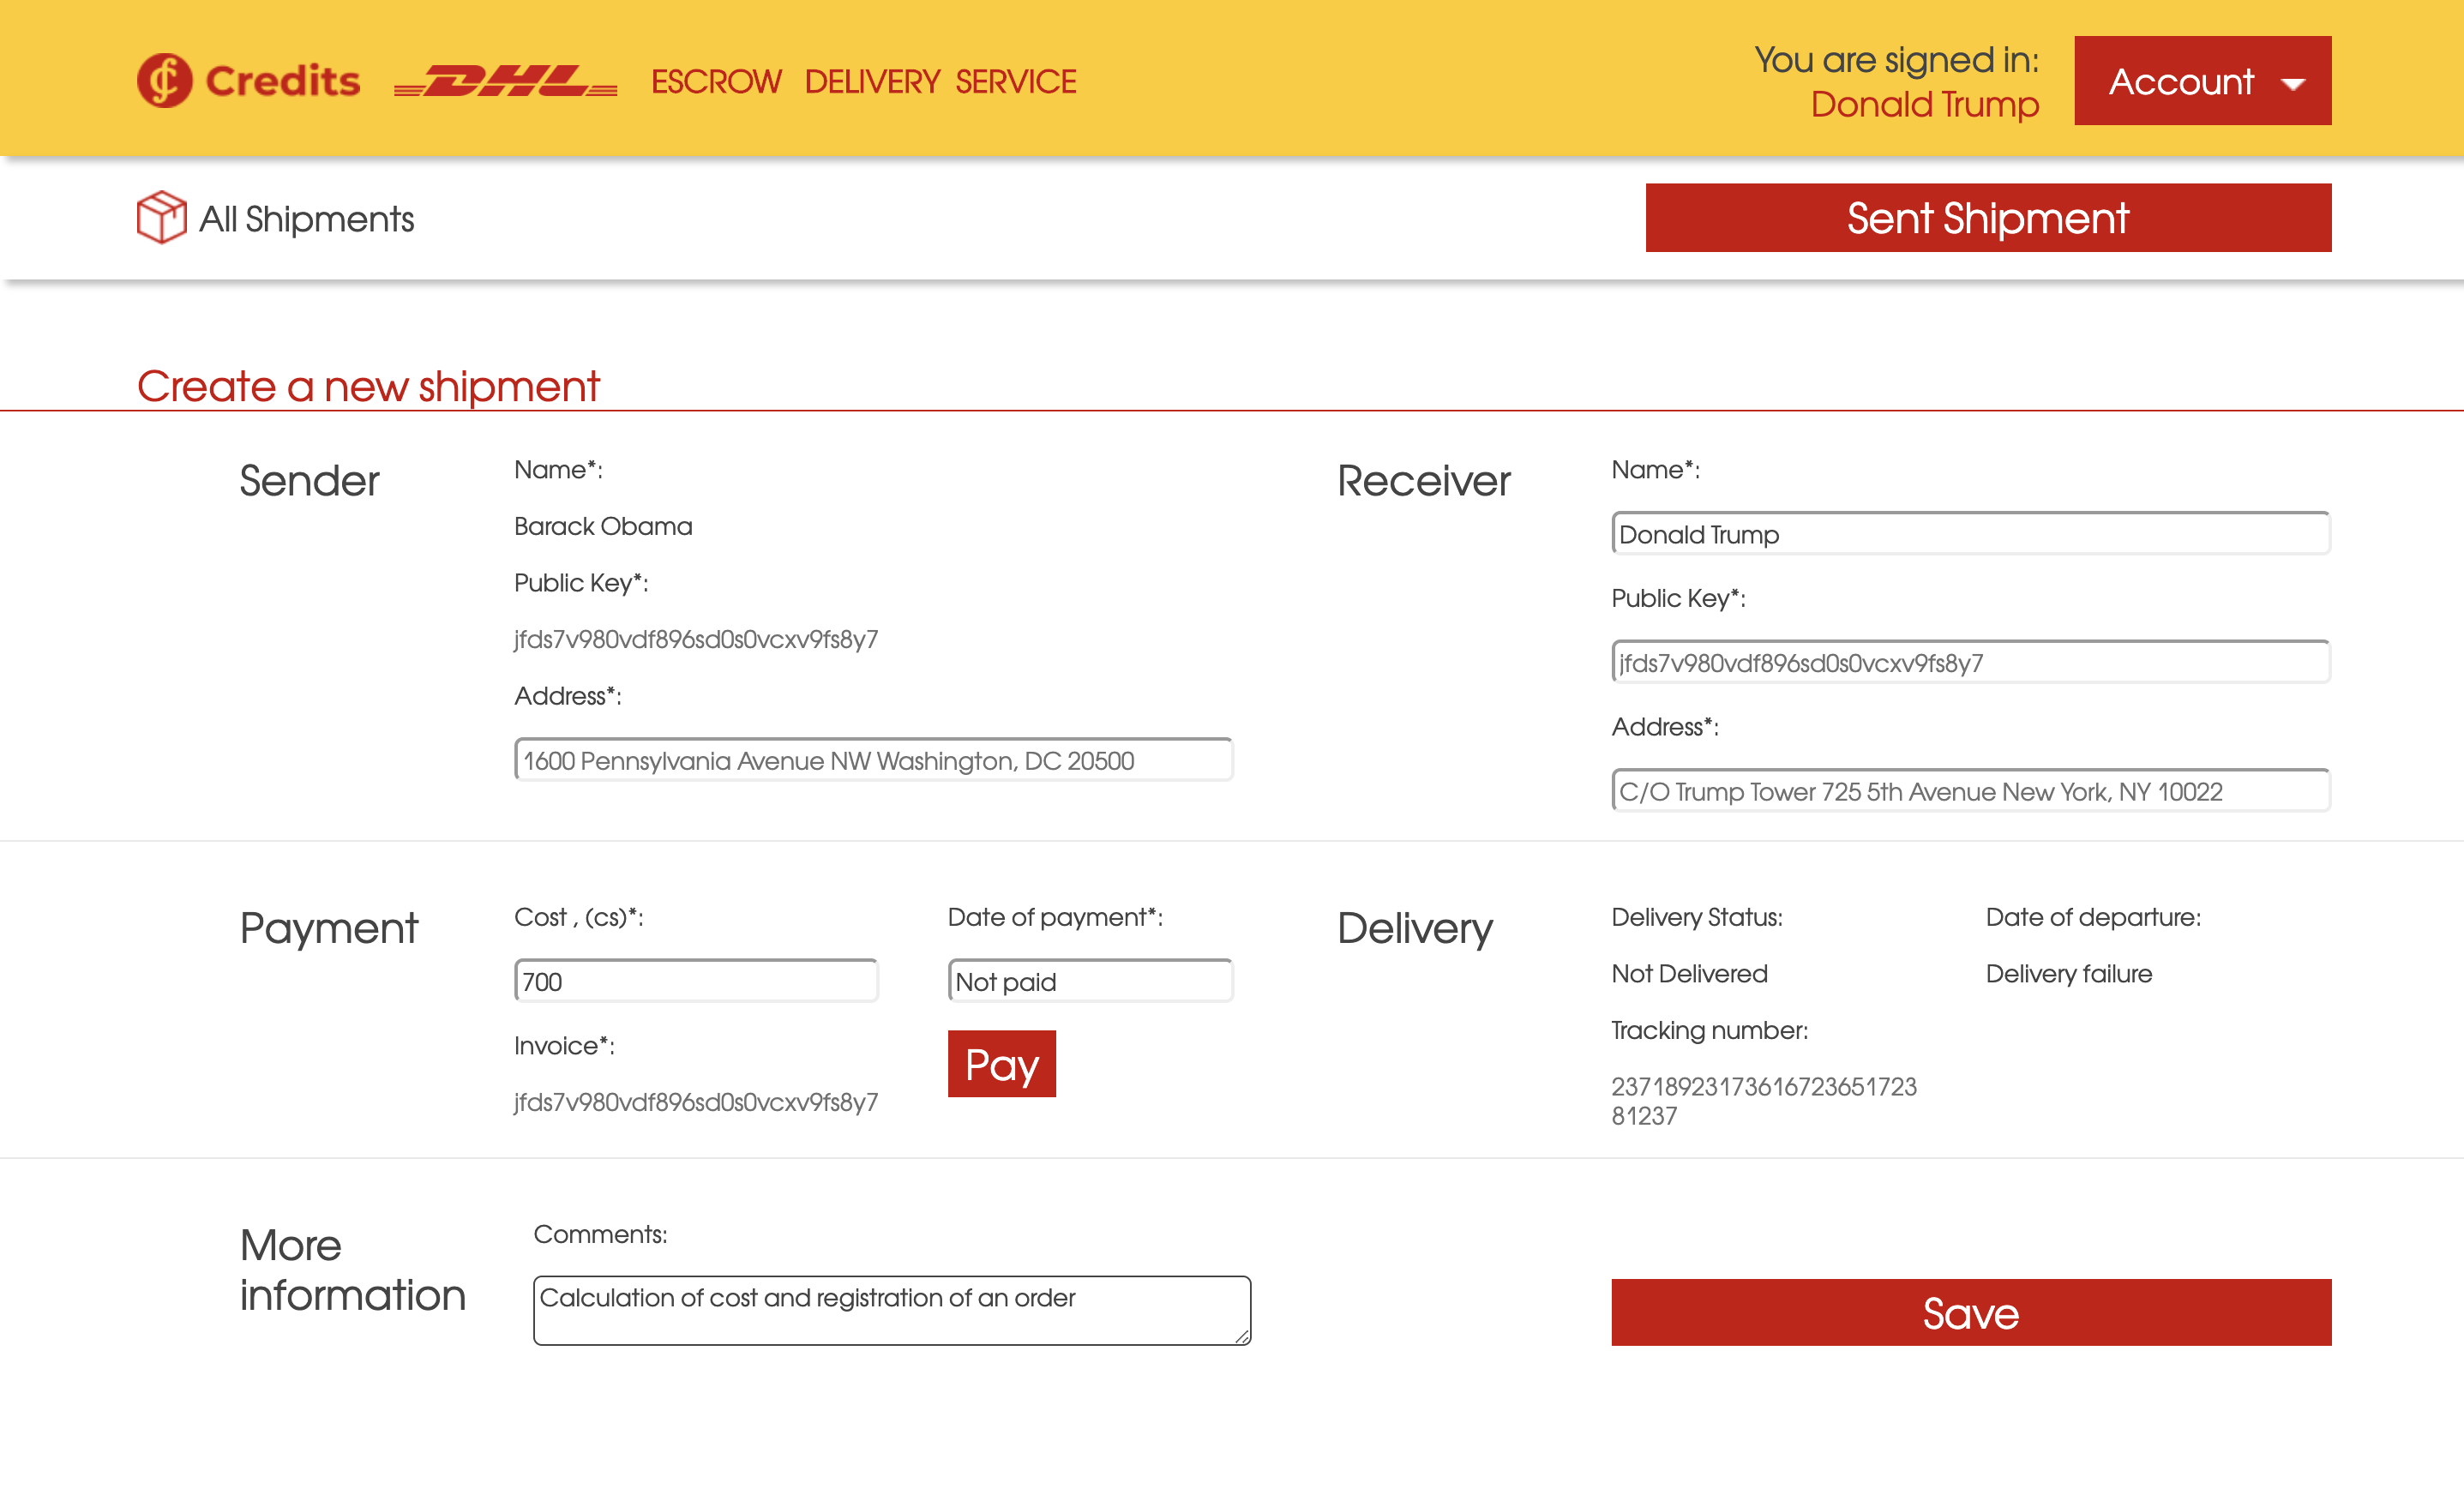 Credits DHL ESCROW DELIVERY SERVICE
You are signed in:
Donald Trump
Account
All Shipments
Sent Shipment
Create a new shipment
Sender
Name*:
Barack Obama
Public Key*:
jfds7v980vdf896sd0s0vcxv9fs8y7
Address*:
1600 Pennsylvania Avenue NW Washington, DC 20500
Receiver
Name*:
Donald Trump
Public Key*:
jfds7v980vdf896sd0s0vcxv9fs8y7
Address*:
C/O Trump Tower 725 5th Avenue New York, NY 10022
Payment
Cost , (cs)*:
700
Invoice*:
jfds7v980vdf896sd0s0vcxv9fs8y7
Date of payment*:
Not paid
Pay
Delivery
Delivery Status:
Not Delivered
Tracking number:
23718923173616723651723
81237
Date of departure:
Delivery failure
More
information
Comments:
Calculation of cost and registration of an order
Save